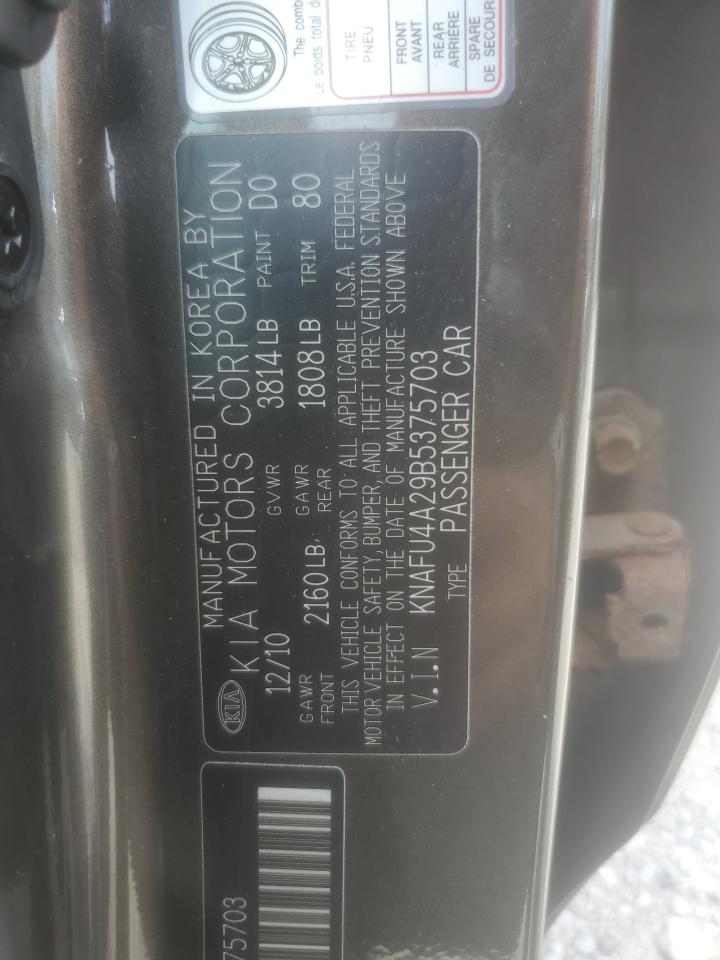 The comb
Le poids total de
TIRE
PNEU
FRONT
AVANT
REAR
ARRIÈRE
SPARE
DE SECOUR
MANUFACTURED IN KOREA BY
KIA KIA MOTORS CORPORATION
12/10 GVWR 3814LB PAINT D0
GAWR FRONT 2160LB GAWR REAR 1808LB TRIM 80
THIS VEHICLE CONFORMS TO ALL APPLICABLE U.S.A. FEDERAL
MOTOR VEHICLE SAFETY, BUMPER, AND THEFT PREVENTION STANDARDS
IN EFFECT ON THE DATE OF MANUFACTURE SHOWN ABOVE
V.I.N KNAFU4A29B5375703
TYPE PASSENGER CAR
75703